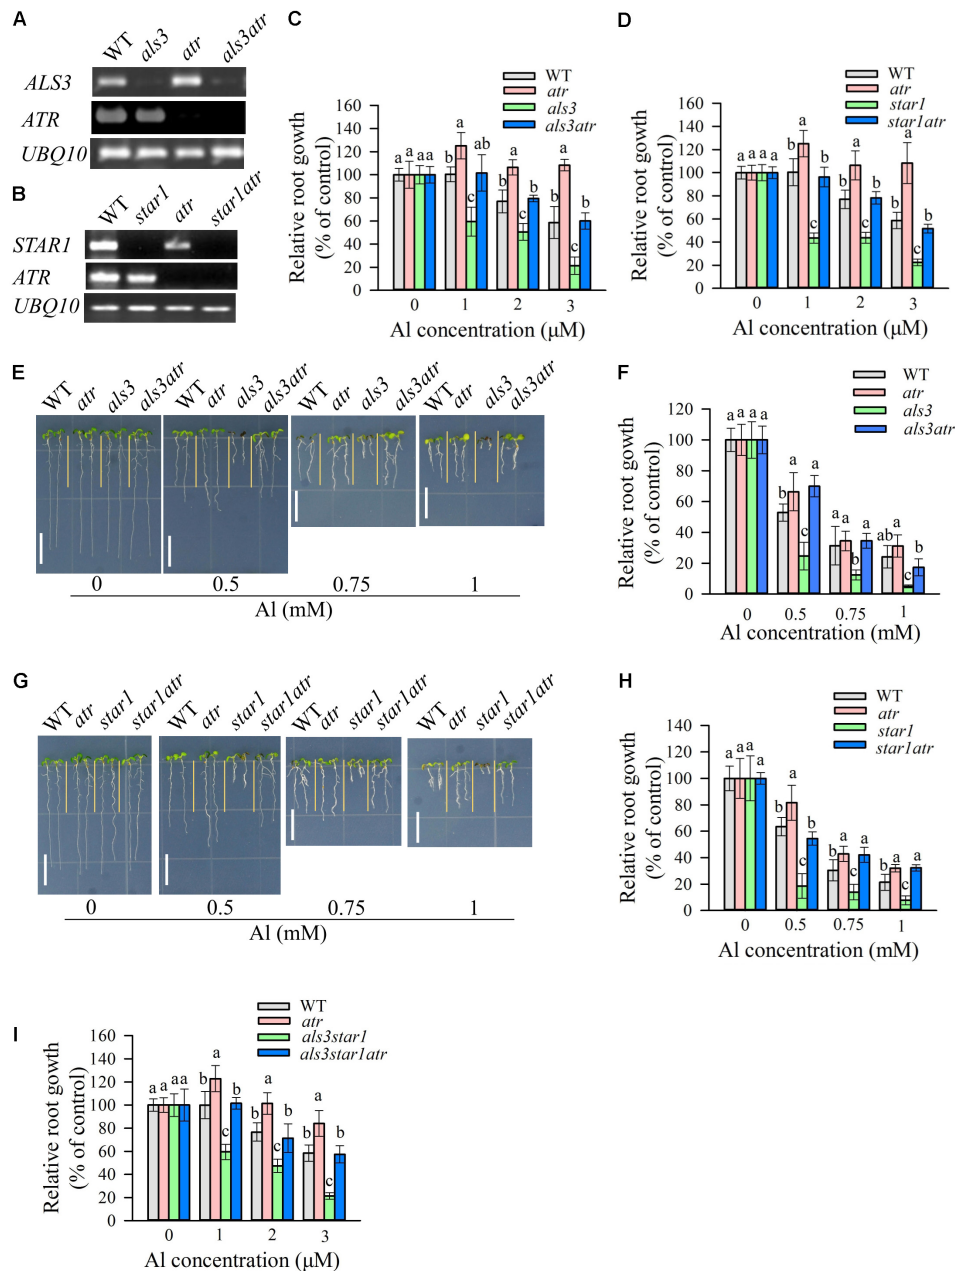 A
WT als3 atr als3atr
ALS3
ATR
UBQ10
B
WT star1 atr star1atr
STAR1
ATR
UBQ10
C
WT
atr
als3
als3atr
Relative root gowth
(% of control)
160
140
120
100
80
60
40
20
0
a a a a
b a c ab
b a c b
b a c b
0 1 2 3
Al concentration (μM)
D
WT
atr
star1
star1atr
Relative root gowth
(% of control)
160
140
120
100
80
60
40
20
0
a a a a
b a c b
b a c b
b a c b
0 1 2 3
Al concentration (μM)
E
WT atr als3 als3atr
WT atr als3 als3atr
WT atr als3 als3atr
WT atr als3 als3atr
0 0.5 0.75 1
Al (mM)
F
WT
atr
als3
als3atr
Relative root gowth
(% of control)
120
100
80
60
40
20
0
a a a a
b a c a
a a b a
ab a c b
0 0.5 0.75 1
Al concentration (mM)
G
WT atr star1 star1atr
WT atr star1 star1atr
WT atr star1 star1atr
WT atr star1 star1atr
0 0.5 0.75 1
Al (mM)
H
WT
atr
star1
star1atr
Relative root gowth
(% of control)
140
120
100
80
60
40
20
0
a a a a
b a c b
b a c a
b a c a
0 0.5 0.75 1
Al concentration (mM)
I
WT
atr
als3star1
als3star1atr
Relative root gowth
(% of control)
160
140
120
100
80
60
40
20
0
a a a a
b a c b
b a c b
b a c b
0 1 2 3
Al concentration (μM)